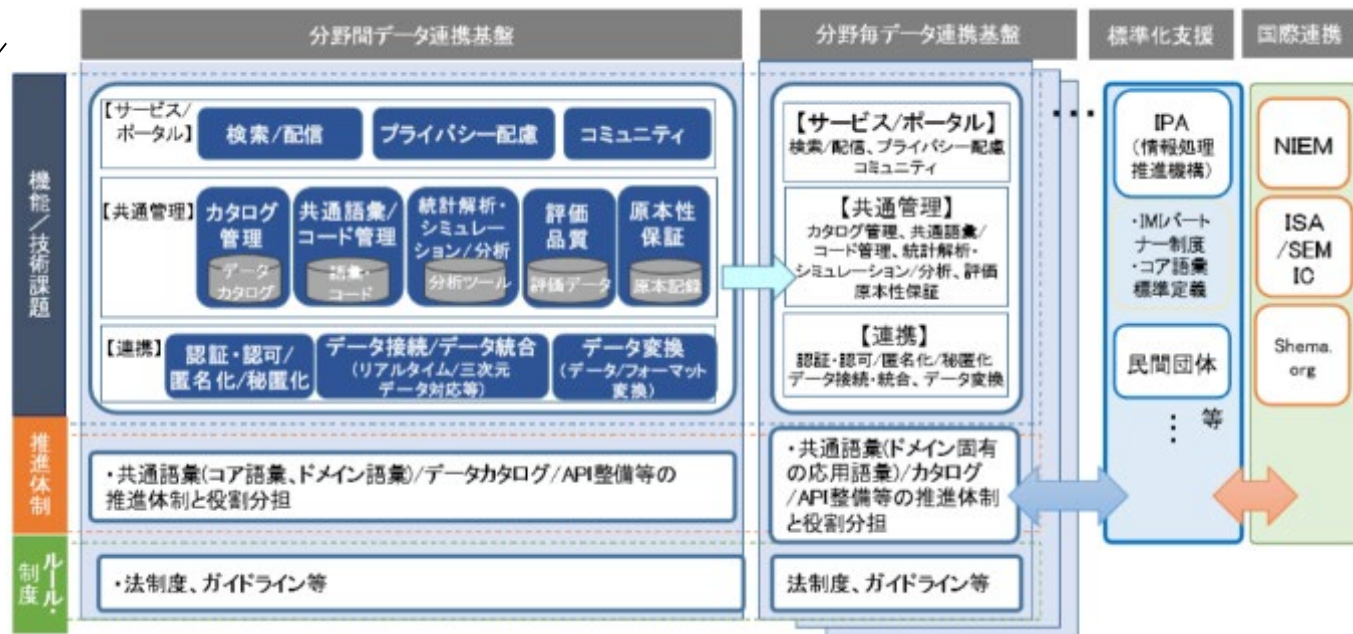 分野間データ連携基盤
分野毎データ連携基盤
標準化支援
国際連携
機能/技術課題
【サービス/
ポータル】
検索/配信
プライバシー配慮
コミュニティ
【共通管理】
カタログ
管理
データ
カタログ
共通語彙/
コード管理
語彙・
コード
統計解析・
シミュレー
ション/分析
分析ツール
評価
品質
評価データ
原本性
保証
原本記録
【連携】
認証・認可/
匿名化/秘匿化
データ接続/データ統合
(リアルタイム/三次元
データ対応等)
データ変換
(データ/フォーマット
変換)
【サービス/ポータル】
検索/配信、プライバシー配慮
コミュニティ
【共通管理】
カタログ管理、共通語彙/
コード管理、統計解析・
シミュレーション/分析、評価
原本性保証
【連携】
認証・認可/匿名化/秘匿化
データ接続・統合、データ変換
・・・
IPA
(情報処理
推進機構)
・IMIパート
ナー制度
・コア語彙
標準定義
民間団体
⋮ 等
NIEM
ISA
/SEM
IC
Shema.
org
推進体制
・共通語彙(コア語彙、ドメイン語彙)/データカタログ/API整備等の
推進体制と役割分担
・共通語彙(ドメイン固有
の応用語彙)/カタログ
/API整備等の推進体制
と役割分担
ルール・
制度
・法制度、ガイドライン等
法制度、ガイドライン等